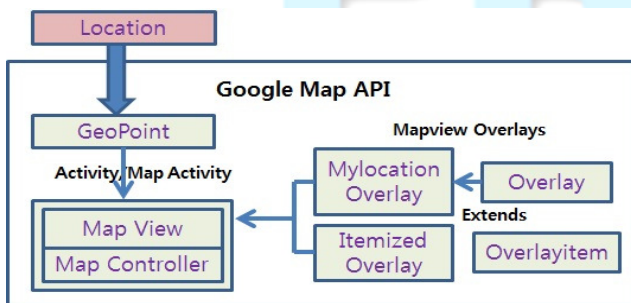 Location
Google Map API
GeoPoint
Mapview Overlays
Activity/Map Activity
Mylocation
Overlay
Overlay
Extends
Map View
Map Controller
Itemized
Overlay
Overlayitem